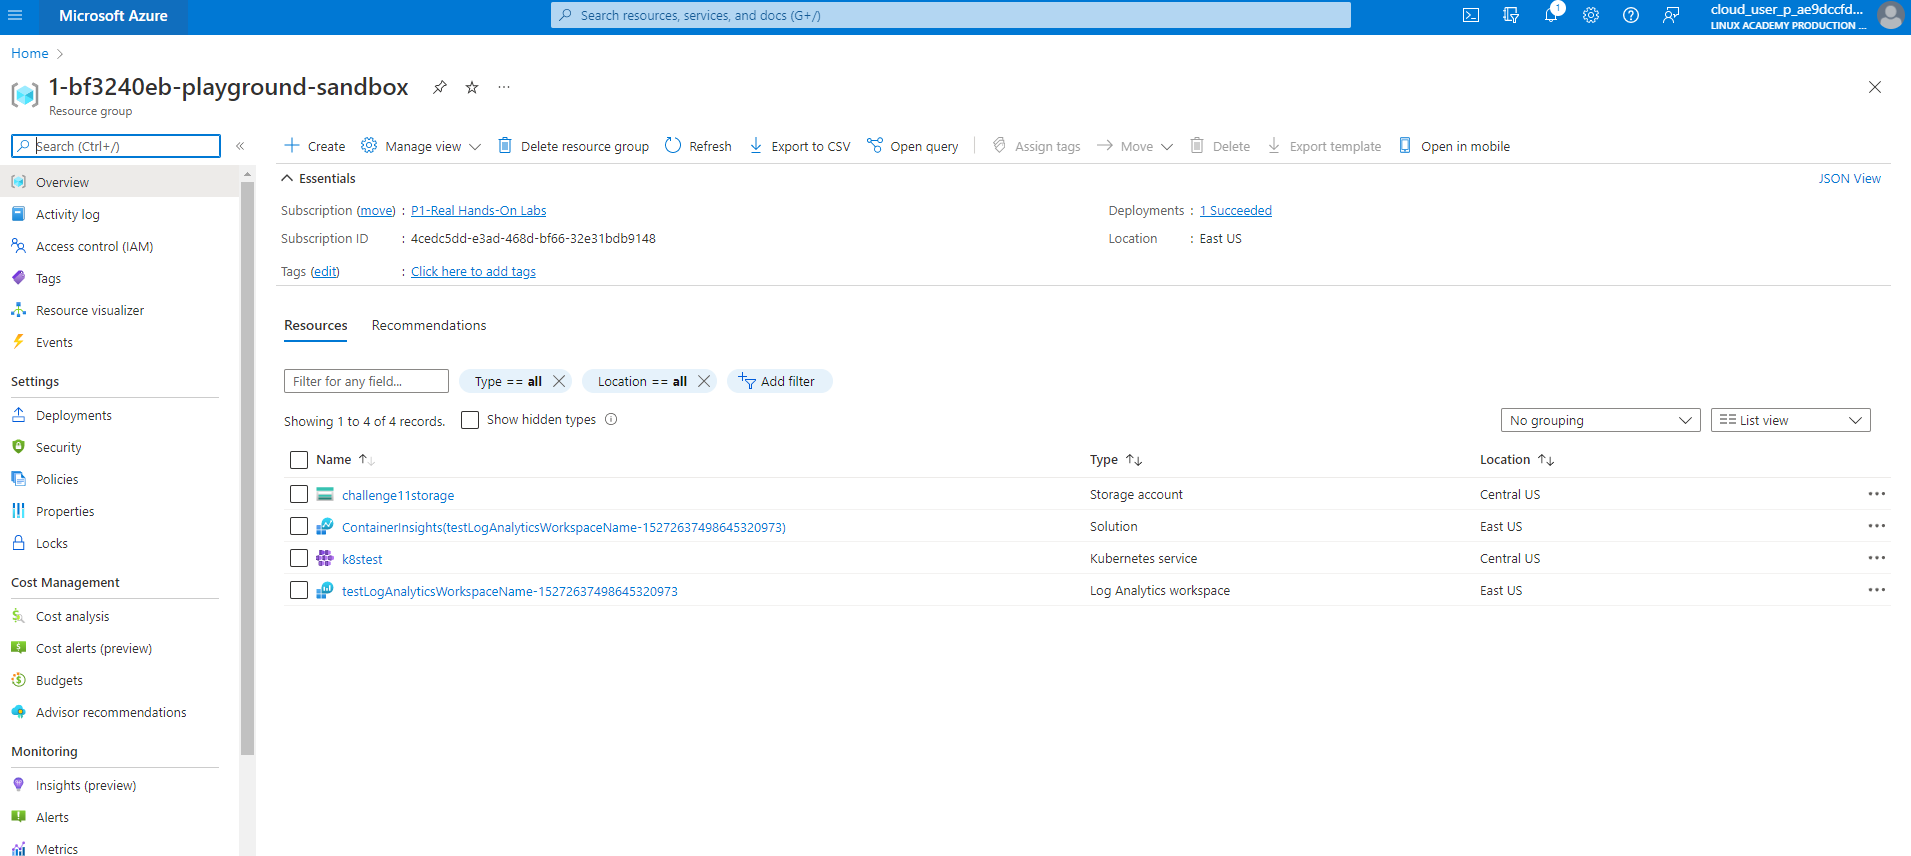 Microsoft Azure
Search resources, services, and docs (G+/)
1
cloud_user_p_ae9dccfd...
LINUX ACADEMY PRODUCTION ...
Home
1-bf3240eb-playground-sandbox
Resource group
Search (Ctrl+/)
Overview
Activity log
Access control (IAM)
Tags
Resource visualizer
Events
Settings
Deployments
Security
Policies
Properties
Locks
Cost Management
Cost analysis
Cost alerts (preview)
Budgets
Advisor recommendations
Monitoring
Insights (preview)
Alerts
Metrics
Create Manage view Delete resource group Refresh Export to CSV Open query Assign tags Move Delete Export template Open in mobile
Essentials JSON View
Subscription (move) : P1-Real Hands-On Labs Deployments : 1 Succeeded
Subscription ID : 4cedc5dd-e3ad-468d-bf66-32e31bdb9148 Location : East US
Tags (edit) : Click here to add tags
Resources Recommendations
Filter for any field... Type == all Location == all Add filter
Showing 1 to 4 of 4 records. Show hidden types No grouping List view
Name Type Location
challenge11storage Storage account Central US
ContainerInsights(testLogAnalyticsWorkspaceName-15272637498645320973) Solution East US
k8stest Kubernetes service Central US
testLogAnalyticsWorkspaceName-15272637498645320973 Log Analytics workspace East US